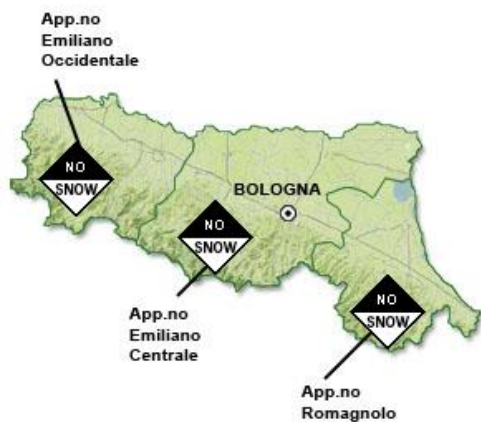 App.no
Emiliano
Occidentale
NO
SNOW
BOLOGNA
NO
SNOW
NO
SNOW
App.no
Emiliano
Centrale
App.no
Romagnolo